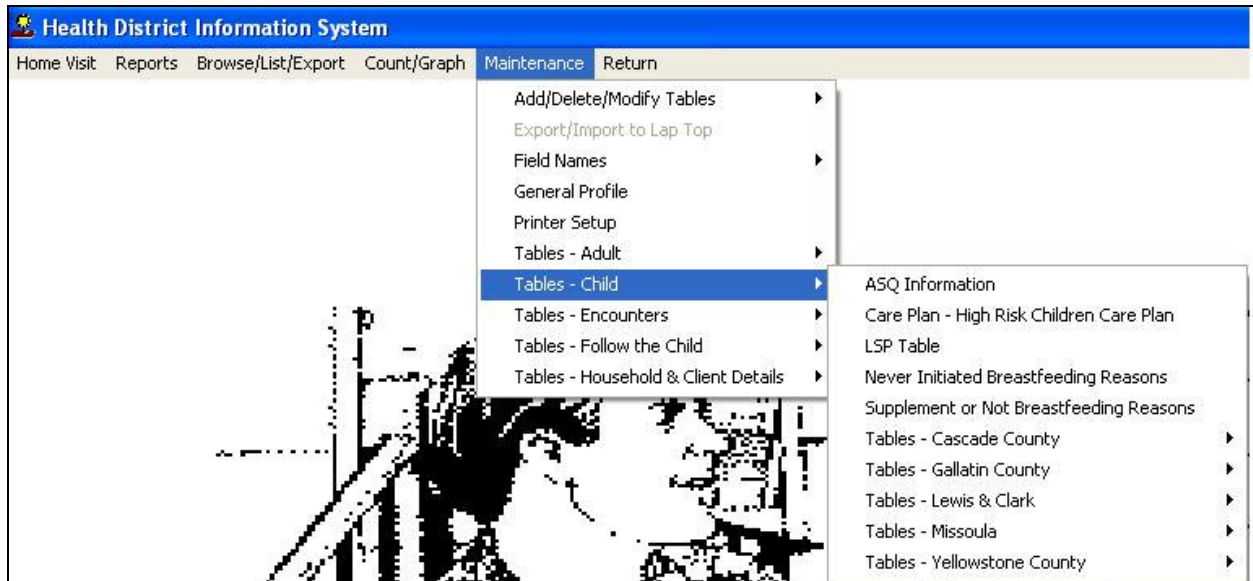 Health District Information System
Home Visit Reports Browse/List/Export Count/Graph Maintenance Return
Add/Delete/Modify Tables
Export/Import to Lap Top
Field Names
General Profile
Printer Setup
Tables - Adult
Tables - Child
Tables - Encounters
Tables - Follow the Child
Tables - Household & Client Details
ASQ Information
Care Plan - High Risk Children Care Plan
LSP Table
Never Initiated Breastfeeding Reasons
Supplement or Not Breastfeeding Reasons
Tables - Cascade County
Tables - Gallatin County
Tables - Lewis & Clark
Tables - Missoula
Tables - Yellowstone County